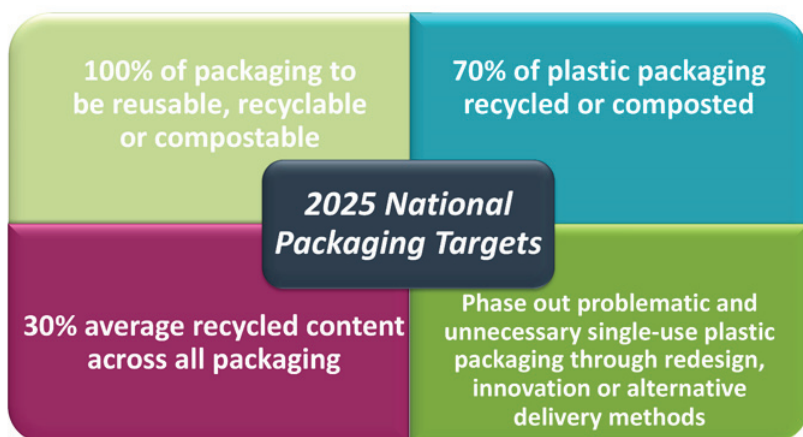 100% of packaging to
be reusable, recyclable
or compostable
70% of plastic packaging
recycled or composted
2025 National
Packaging Targets
30% average recycled content
across all packaging
Phase out problematic and
unnecessary single-use plastic
packaging through redesign,
innovation or alternative
delivery methods